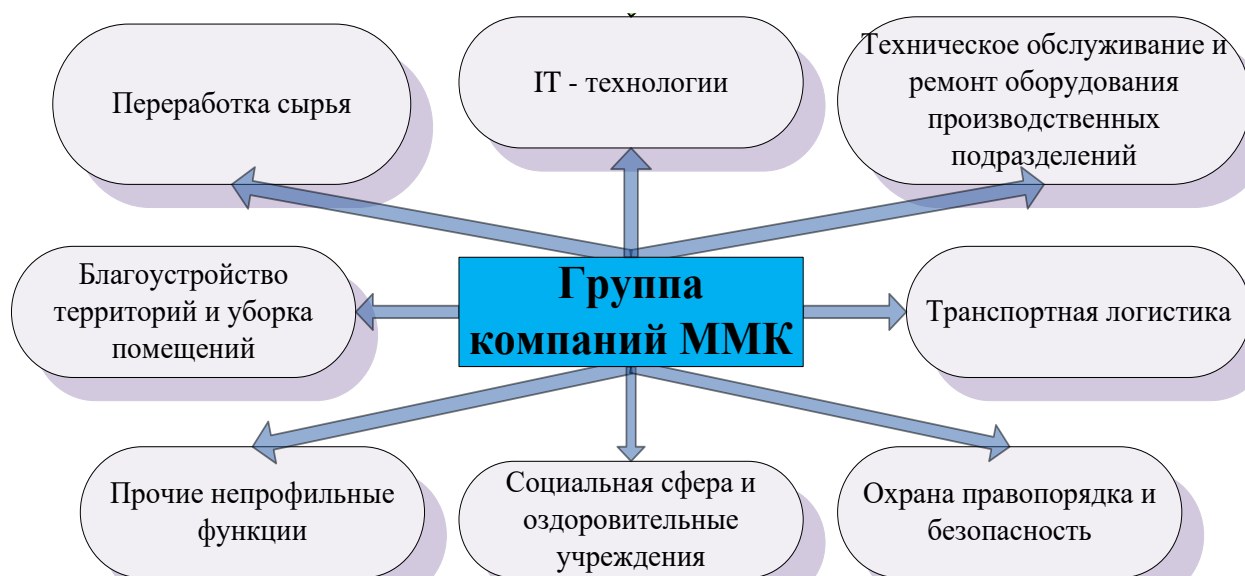 Переработка сырья
IT - технологии
Техническое обслуживание и
ремонт оборудования
производственных
подразделений
Благоустройство
территорий и уборка
помещений
Группа
компаний ММК
Транспортная логистика
Прочие непрофильные
функции
Социальная сфера и
оздоровительные
учреждения
Охрана правопорядка и
безопасность